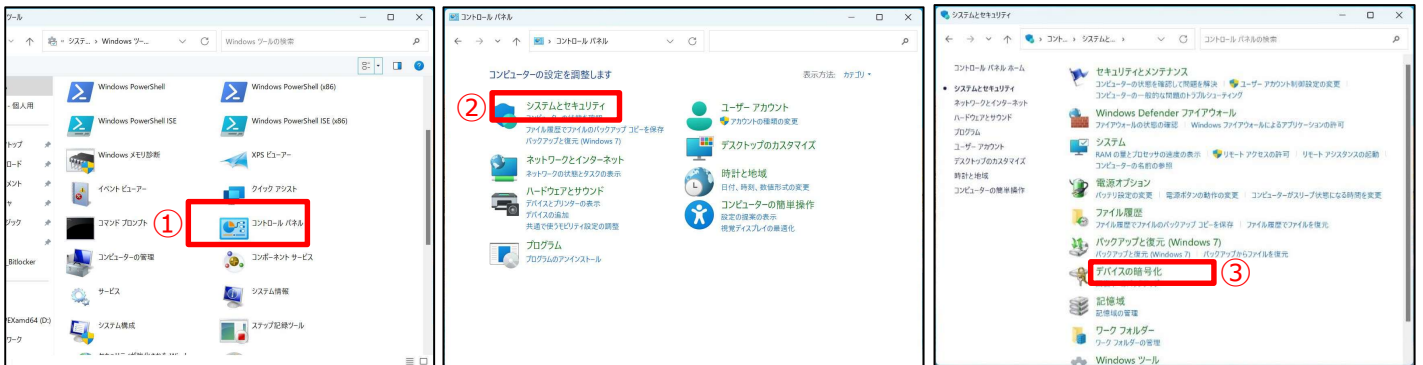 ツール
シス... › Windows ツー...
Windows ツールの検索
- 個人用
トップ
ロード
メント
ャ
ジック
_Bitlocker
PEXamd64 (D:)
ワーク
Windows PowerShell
Windows PowerShell (x86)
Windows PowerShell ISE
Windows PowerShell ISE (x86)
Windows メモリ診断
XPS ビューアー
イベント ビューアー
クイック アシスト
コマンド プロンプト
①
コントロール パネル
コンピューターの管理
コンポーネント サービス
サービス
システム情報
システム構成
ステップ記録ツール
コントロール パネル
› コントロール パネル
コンピューターの設定を調整します
表示方法: カテゴリ
②
システムとセキュリティ
ファイル履歴でファイルのバックアップ コピーを保存
バックアップと復元 (Windows 7)
ネットワークとインターネット
ネットワークの状態とタスクの表示
ハードウェアとサウンド
デバイスとプリンターの表示
デバイスの追加
共通で使うモビリティ設定の調整
プログラム
プログラムのアンインストール
ユーザー アカウント
アカウントの種類の変更
デスクトップのカスタマイズ
時計と地域
日付、時刻、数値形式の変更
コンピューターの簡単操作
設定の提案の表示
視覚ディスプレイの最適化
システムとセキュリティ
› コント... › システムと... ›
コントロール パネルの検索
コントロール パネル ホーム
システムとセキュリティ
ネットワークとインターネット
ハードウェアとサウンド
プログラム
ユーザー アカウント
デスクトップのカスタマイズ
時計と地域
コンピューターの簡単操作
セキュリティとメンテナンス
コンピューターの状態を確認して問題を解決 ユーザー アカウント制御設定の変更
コンピューターの一般的な問題のトラブルシューティング
Windows Defender ファイアウォール
ファイアウォールの状態の確認 Windows ファイアウォールによるアプリケーションの許可
システム
RAM の量とプロセッサの速度の表示 リモート アクセスの許可 リモート アシスタンスの起動
コンピューターの名前の参照
電源オプション
バッテリ設定の変更 電源ボタンの動作の変更 コンピューターがスリープ状態になる時間を変更
ファイル履歴
ファイル履歴でファイルのバックアップ コピーを保存 ファイル履歴でファイルを復元
バックアップと復元 (Windows 7)
バックアップと復元 (Windows 7) バックアップからファイルを復元
デバイスの暗号化
③
記憶域
記憶域の管理
ワーク フォルダー
ワーク フォルダーの管理
Windows ツール